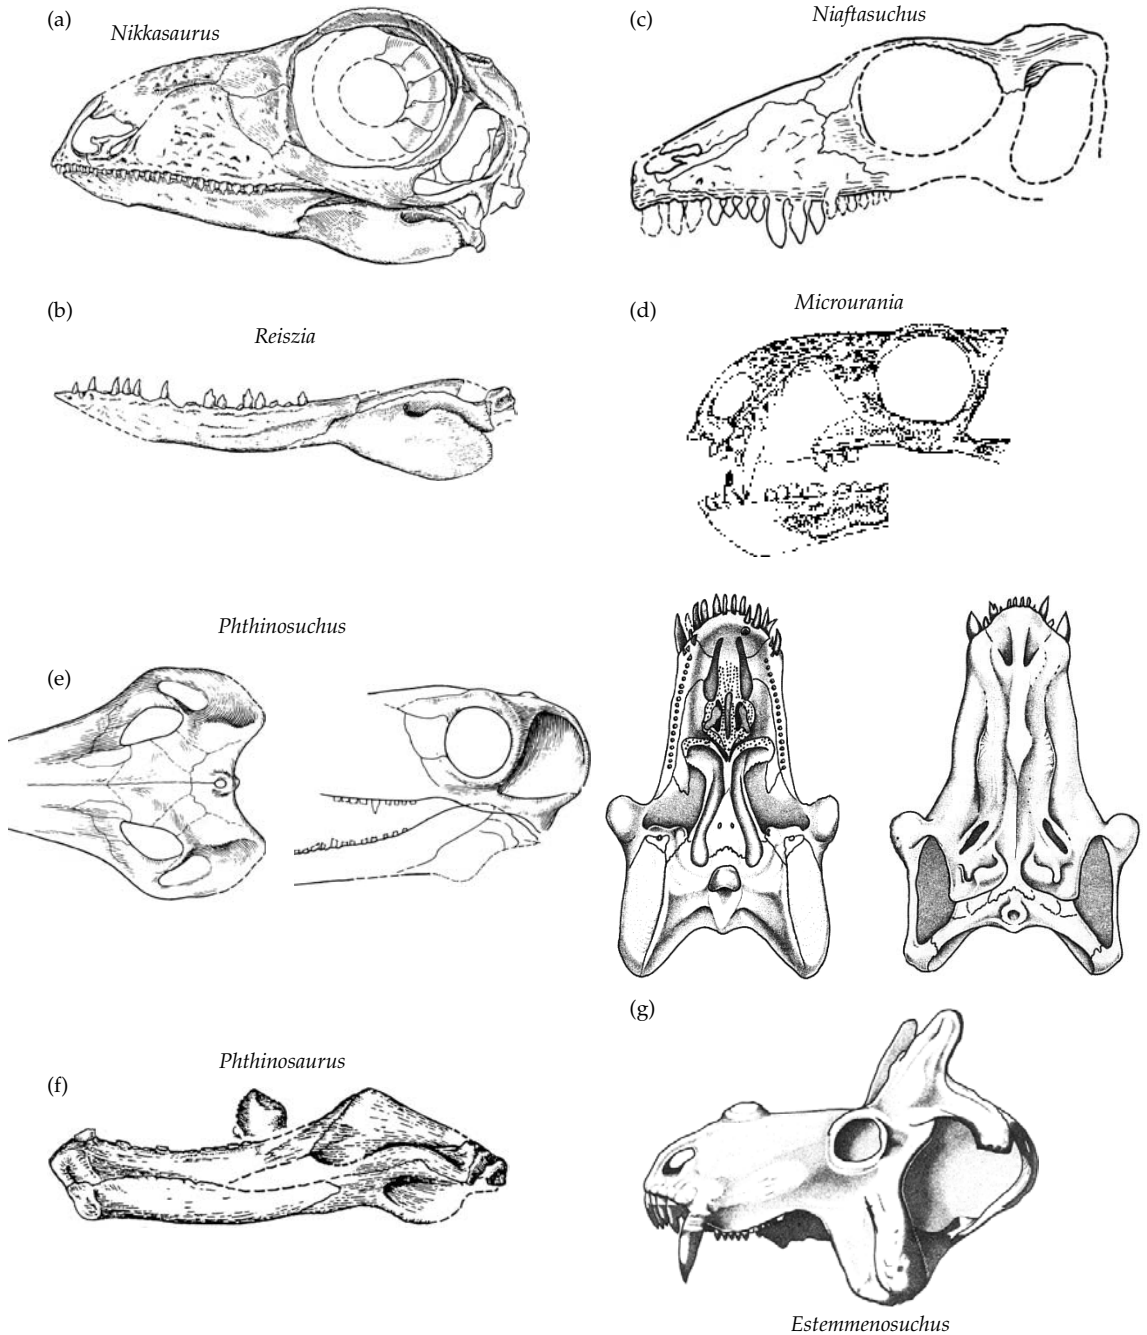 (a)
Nikkasaurus
(c)
Niaftasuchus
(b)
Reiszia
(d)
Microurania
Phthinosuchus
(e)
Phthinosaurus
(f)
(g)
Estemmenosuchus